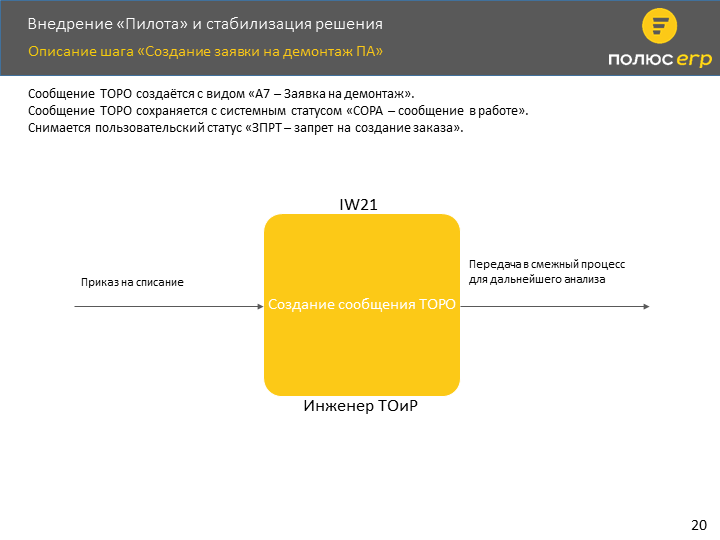 Внедрение «Пилота» и стабилизация решения
Описание шага «Создание заявки на демонтаж ПА»
ПОЛЮС erp
Сообщение ТОРО создаётся с видом «А7 – Заявка на демонтаж».
Сообщение ТОРО сохраняется с системным статусом «СОРА – сообщение в работе».
Снимается пользовательский статус «ЗПРТ – запрет на создание заказа».
IW21
Приказ на списание
Создание сообщения ТОРО
Передача в смежный процесс
для дальнейшего анализа
Инженер ТОиР
20